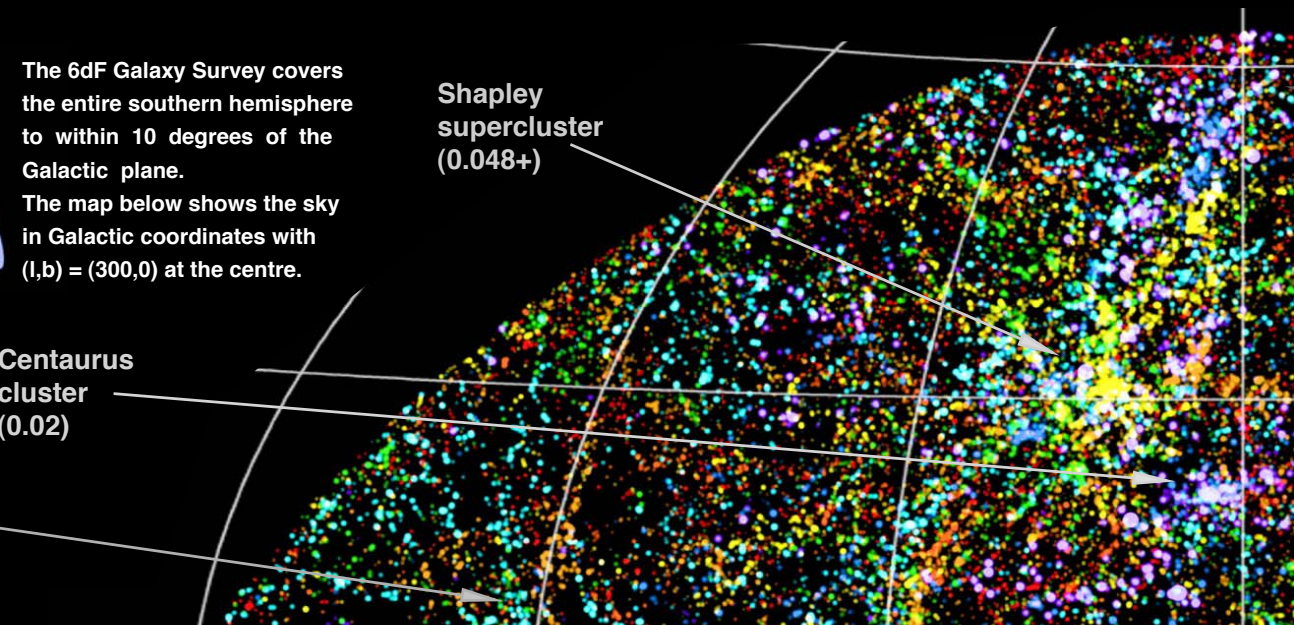 The 6dF Galaxy Survey covers
the entire southern hemisphere
to within 10 degrees of the
Galactic plane.
The map below shows the sky
in Galactic coordinates with
(l,b) = (300,0) at the centre.
Shapley
supercluster
(0.048+)
Centaurus
cluster
(0.02)